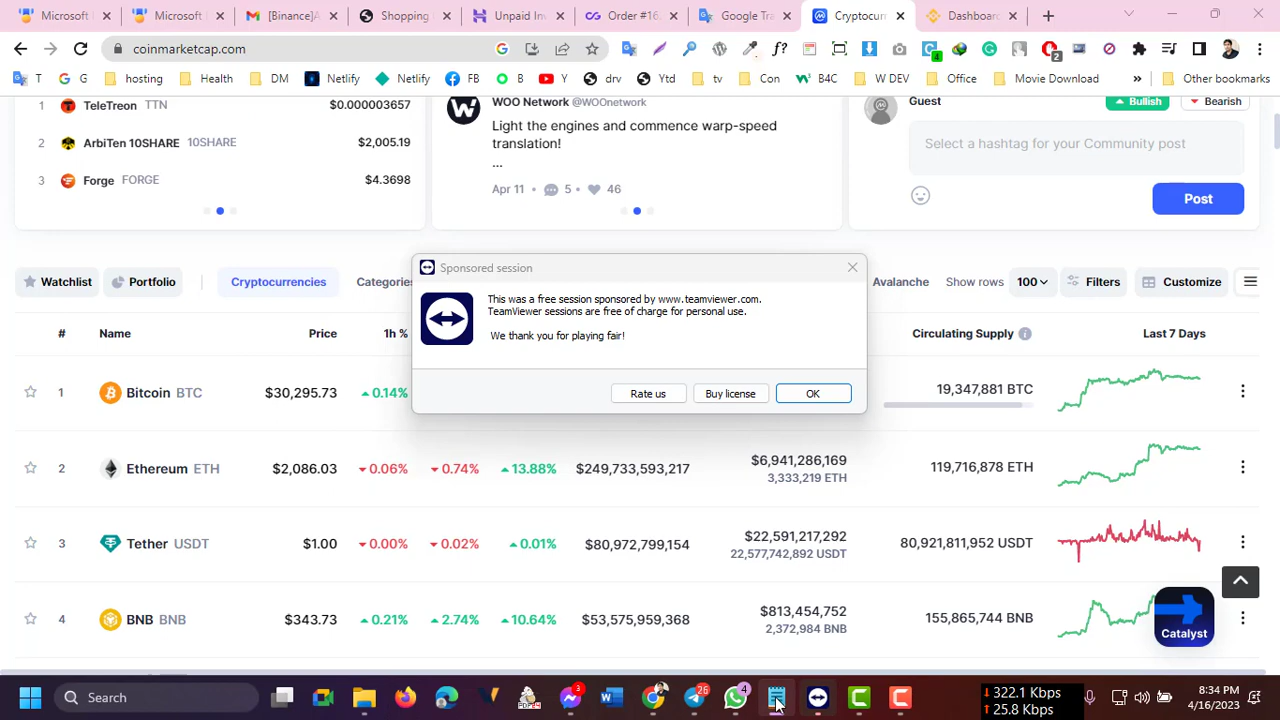 Microsoft
Microsoft
[Binance]A
Shopping
Unpaid In
Order #16
Google Tra
Cryptocur
Dashboar
coinmarketcap.com
4
2
T
G
hosting
Health
DM
Netlify
Netlify
FB
B
Y
drv
Ytd
tv
Con
B4C
W DEV
Office
Movie Download
»
Other bookmarks
1 TeleTreon TTN $0.000003657
2 ArbiTen 10SHARE 10SHARE $2,005.19
3 Forge FORGE $4.3698
WOO Network @WOOnetwork
Light the engines and commence warp-speed
translation!
...
Apr 11 • 5 • 46
Guest
Bullish
Bearish
Select a hashtag for your Community post
Post
Watchlist
Portfolio
Cryptocurrencies
Categories
Avalanche
Show rows
100
Filters
Customize
Sponsored session
This was a free session sponsored by www.teamviewer.com.
TeamViewer sessions are free of charge for personal use.
We thank you for playing fair!
Rate us
Buy license
OK
# Name Price 1h % Circulating Supply Last 7 Days
1 Bitcoin BTC $30,295.73 0.14% 19,347,881 BTC
2 Ethereum ETH $2,086.03 0.06% 0.74% 13.88% $249,733,593,217 $6,941,286,169 119,716,878 ETH
3,333,219 ETH
3 Tether USDT $1.00 0.00% 0.02% 0.01% $80,972,799,154 $22,591,217,292 80,921,811,952 USDT
22,577,742,892 USDT
4 BNB BNB $343.73 0.21% 2.74% 10.64% $53,575,959,368 $813,454,752 155,865,744 BNB
2,372,984 BNB
Catalyst
Search
3
26
4
322.1 Kbps
25.8 Kbps
8:34 PM
4/16/2023